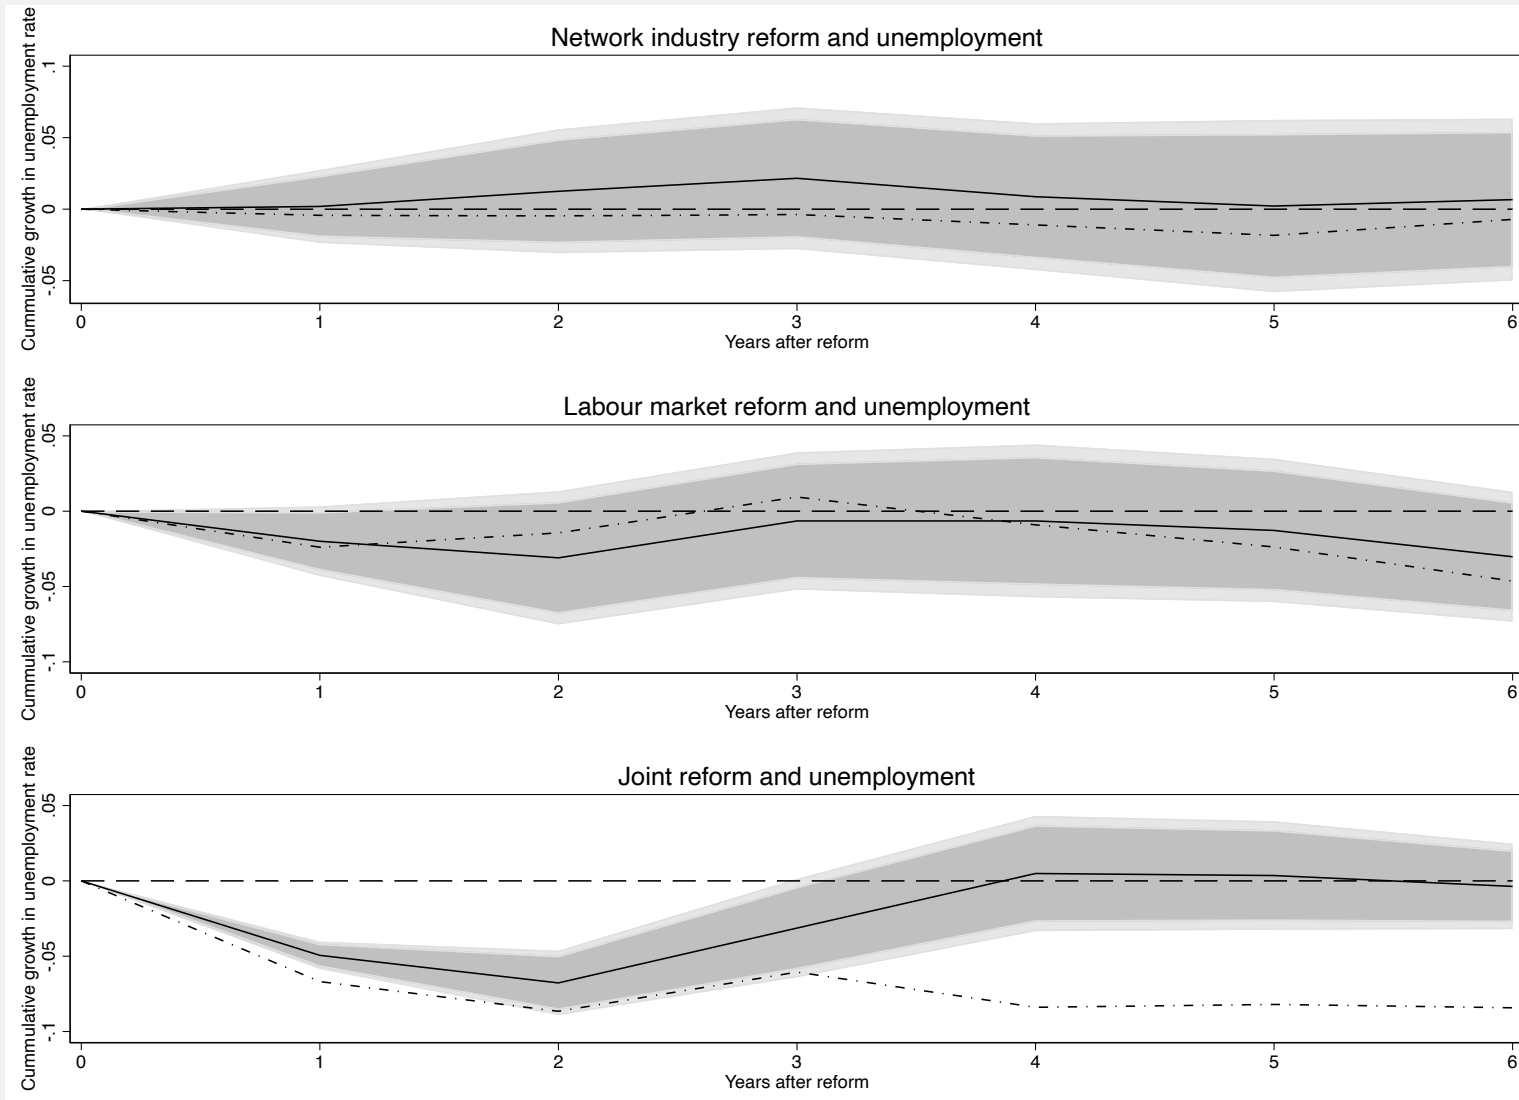 Network industry reform and unemployment
Cummulative growth in unemployment rate
.1
.05
0
-.05
0 1 2 3 4 5 6
Years after reform
Labour market reform and unemployment
Cummulative growth in unemployment rate
.05
0
-.05
-.1
0 1 2 3 4 5 6
Years after reform
Joint reform and unemployment
Cummulative growth in unemployment rate
.05
0
-.05
-.1
0 1 2 3 4 5 6
Years after reform